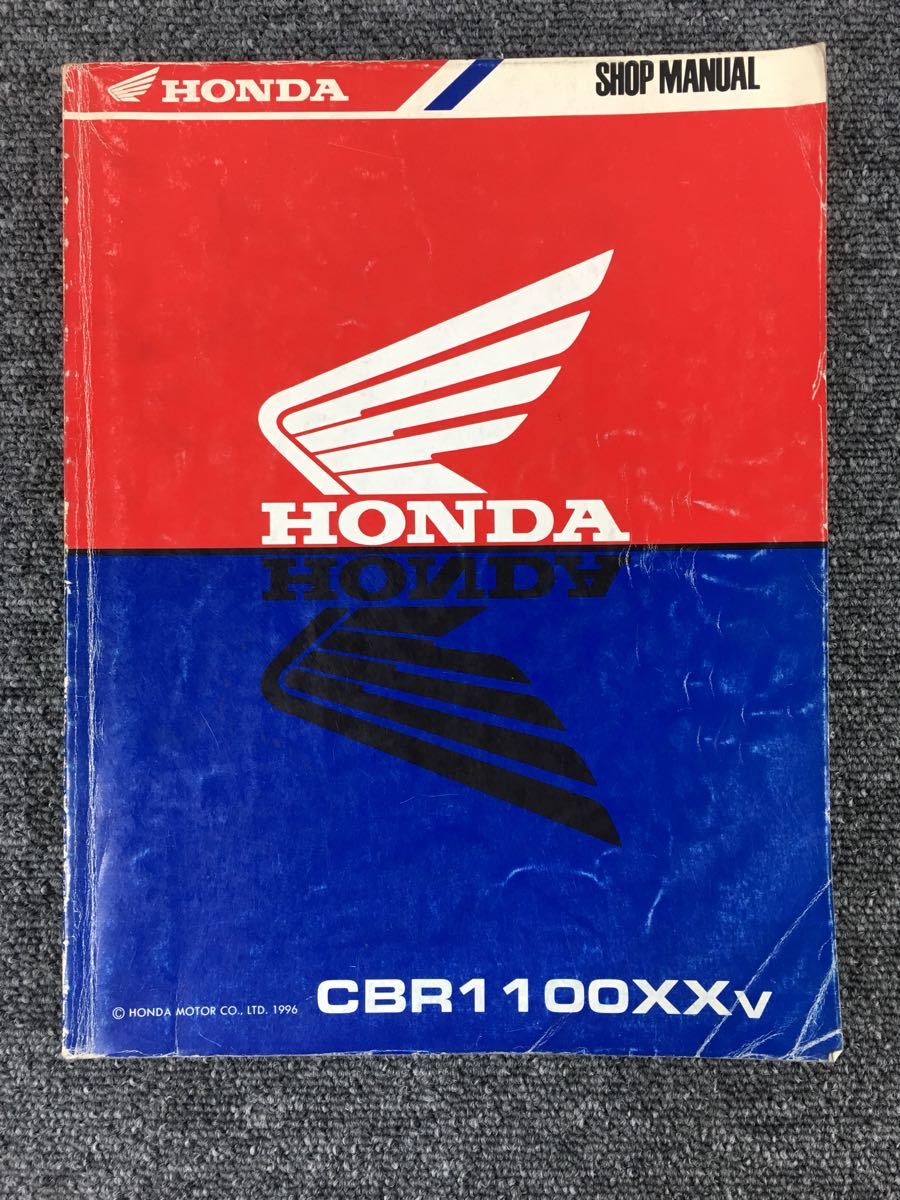 HONDA
SHOP MANUAL
HONDA
HONDA
© HONDA MOTOR CO., LTD. 1996
CBR1100XXV